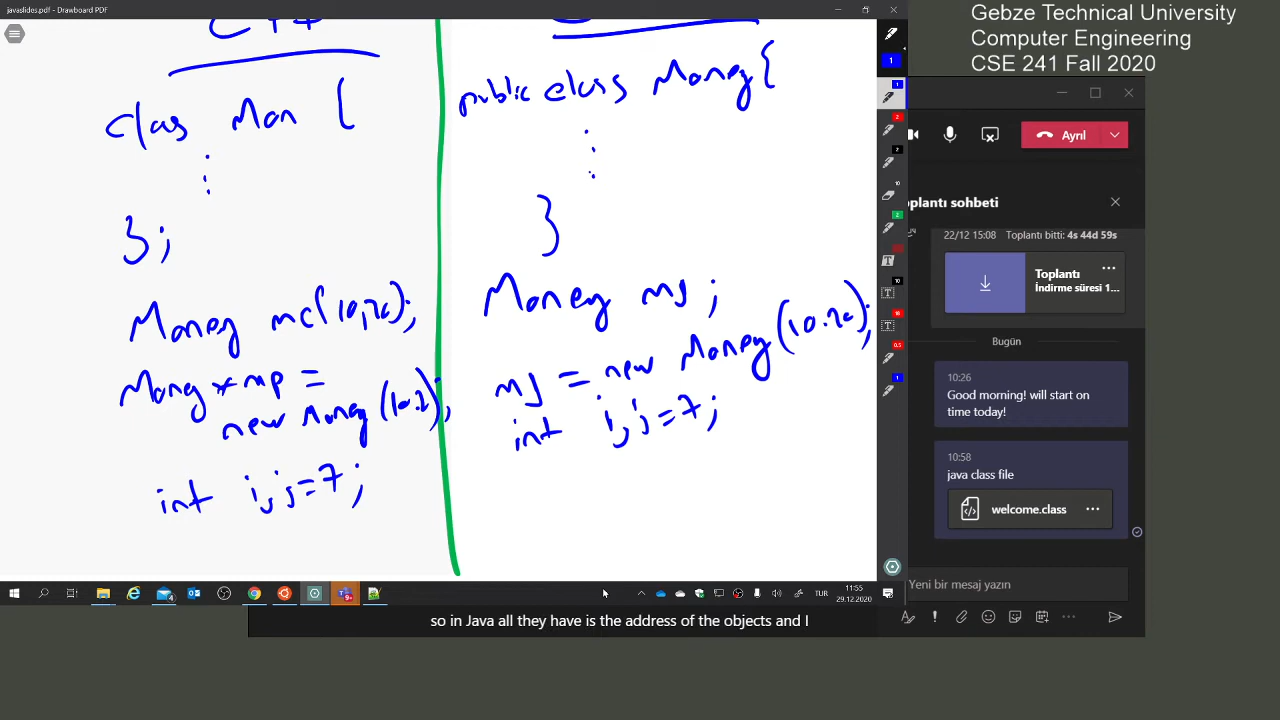 javaslides.pdf - Drawboard PDF
C++
class Mon {
};
Money mc(10,20);
Money *mp =
new Money(10.2);
int i, j=7;
public class Money{
}
Money mj;
mj = new Money(10.20);
int i, j=7;
Gebze Technical University
Computer Engineering
CSE 241 Fall 2020
Ayrıl
oplantı sohbeti
22/12 15:08 Toplantı bitti: 4s 44d 59s
Toplantı
İndirme süresi 1...
Bugün
10:26
Good morning! will start on
time today!
10:58
java class file
welcome.class
Yeni bir mesaj yazın
TUR
11:55
29.12.2020
so in Java all they have is the address of the objects and I